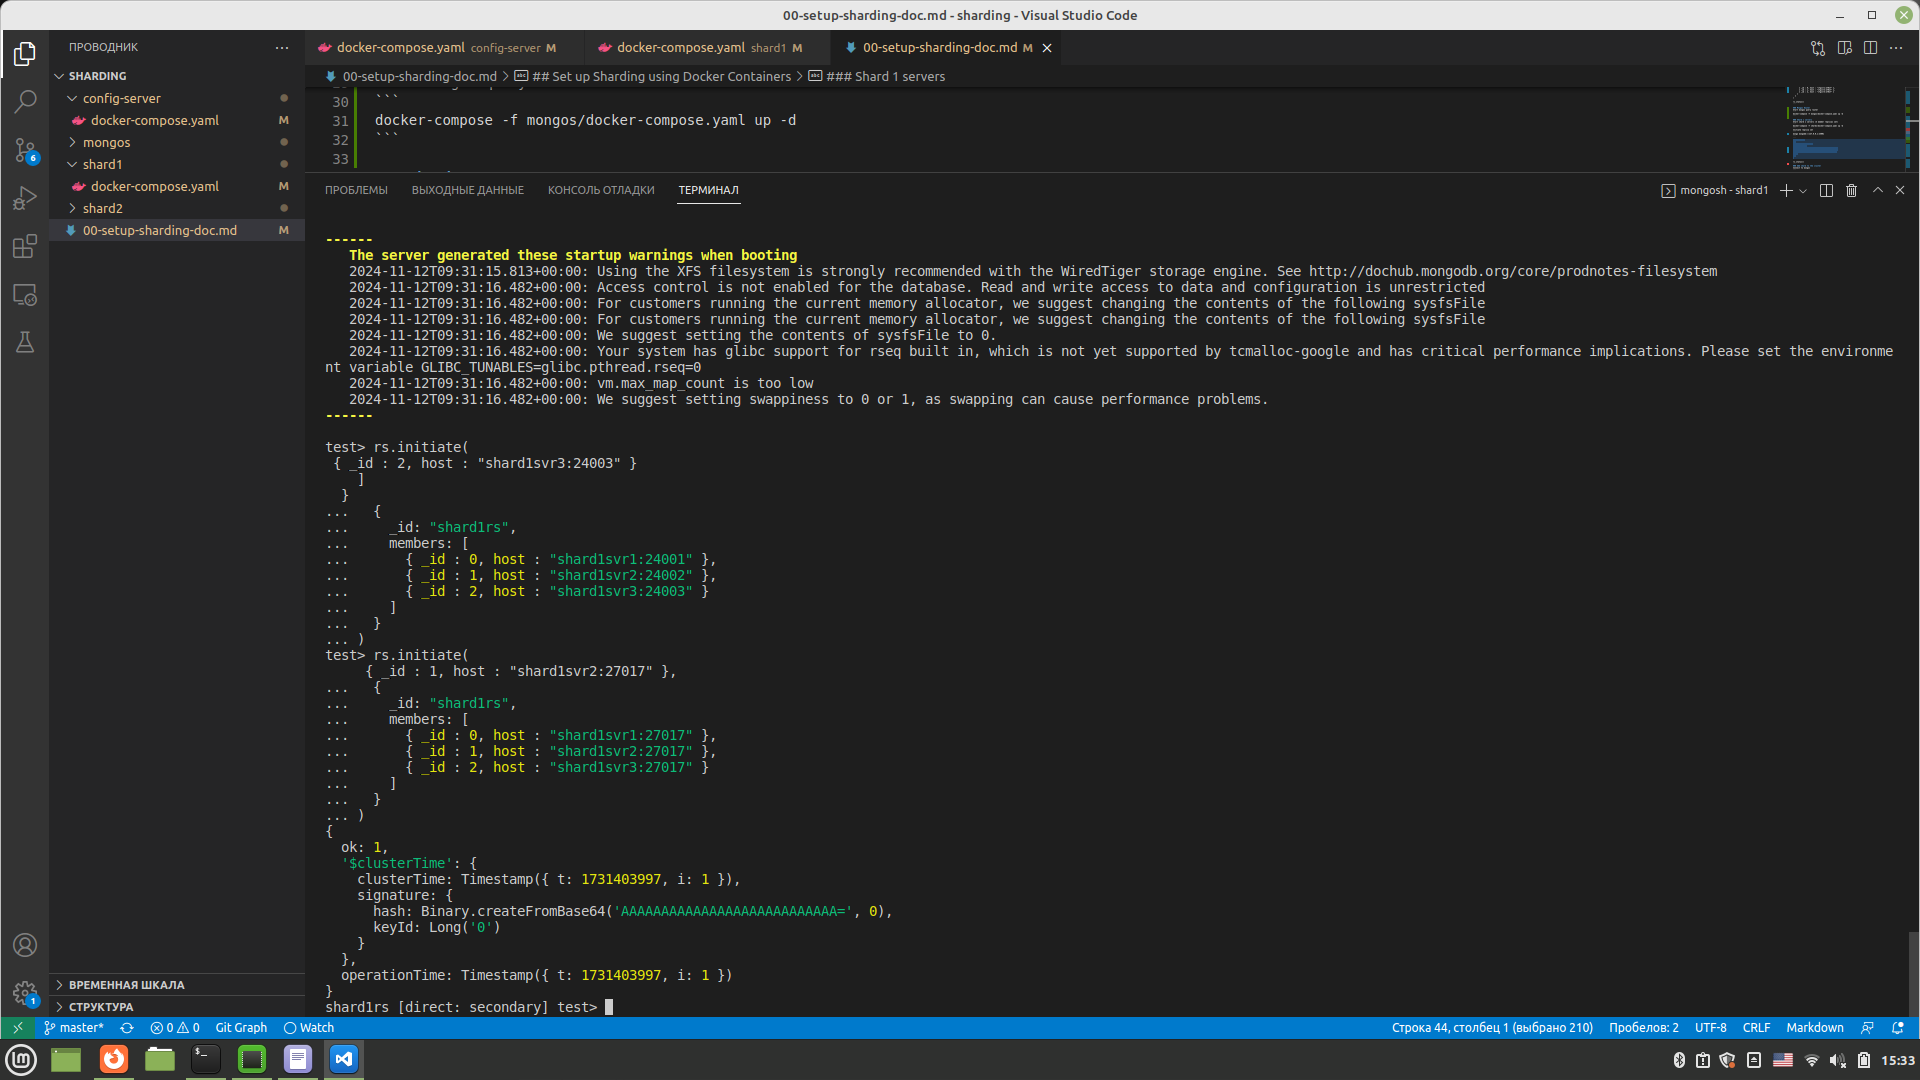 00-setup-sharding-doc.md - sharding - Visual Studio Code
ПРОВОДНИК
SHARDING
config-server
docker-compose.yaml M
mongos
shard1
docker-compose.yaml M
shard2
00-setup-sharding-doc.md M
ВРЕМЕННАЯ ШКАЛА
СТРУКТУРА
6
1
docker-compose.yaml config-server M
docker-compose.yaml shard1 M
00-setup-sharding-doc.md M
00-setup-sharding-doc.md > ## Set up Sharding using Docker Containers > ### Shard 1 servers
30 ```
31 docker-compose -f mongos/docker-compose.yaml up -d
32 ```
33
ПРОБЛЕМЫ ВЫХОДНЫЕ ДАННЫЕ КОНСОЛЬ ОТЛАДКИ ТЕРМИНАЛ
mongosh - shard1
------
The server generated these startup warnings when booting
2024-11-12T09:31:15.813+00:00: Using the XFS filesystem is strongly recommended with the WiredTiger storage engine. See http://dochub.mongodb.org/core/prodnotes-filesystem
2024-11-12T09:31:16.482+00:00: Access control is not enabled for the database. Read and write access to data and configuration is unrestricted
2024-11-12T09:31:16.482+00:00: For customers running the current memory allocator, we suggest changing the contents of the following sysfsFile
2024-11-12T09:31:16.482+00:00: For customers running the current memory allocator, we suggest changing the contents of the following sysfsFile
2024-11-12T09:31:16.482+00:00: We suggest setting the contents of sysfsFile to 0.
2024-11-12T09:31:16.482+00:00: Your system has glibc support for rseq built in, which is not yet supported by tcmalloc-google and has critical performance implications. Please set the environme
nt variable GLIBC_TUNABLES=glibc.pthread.rseq=0
2024-11-12T09:31:16.482+00:00: vm.max_map_count is too low
2024-11-12T09:31:16.482+00:00: We suggest setting swappiness to 0 or 1, as swapping can cause performance problems.
------
test> rs.initiate(
{ _id : 2, host : "shard1svr3:24003" }
]
}
... {
... _id: "shard1rs",
... members: [
... { _id : 0, host : "shard1svr1:24001" },
... { _id : 1, host : "shard1svr2:24002" },
... { _id : 2, host : "shard1svr3:24003" }
... ]
... }
... )
test> rs.initiate(
{ _id : 1, host : "shard1svr2:27017" },
... {
... _id: "shard1rs",
... members: [
... { _id : 0, host : "shard1svr1:27017" },
... { _id : 1, host : "shard1svr2:27017" },
... { _id : 2, host : "shard1svr3:27017" }
... ]
... }
... )
{
ok: 1,
'$clusterTime': {
clusterTime: Timestamp({ t: 1731403997, i: 1 }),
signature: {
hash: Binary.createFromBase64('AAAAAAAAAAAAAAAAAAAAAAAAAAA=', 0),
keyId: Long('0')
}
},
operationTime: Timestamp({ t: 1731403997, i: 1 })
}
shard1rs [direct: secondary] test>
master* 0 0 Git Graph Watch
Строка 44, столбец 1 (выбрано 210) Пробелов: 2 UTF-8 CRLF Markdown
15:33